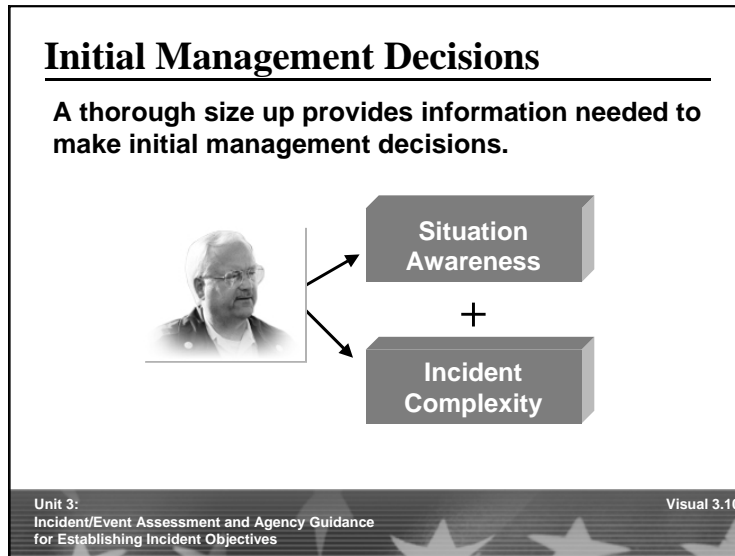 Initial Management Decisions
A thorough size up provides information needed to
make initial management decisions.
Situation
Awareness
+
Incident
Complexity
Unit 3:
Incident/Event Assessment and Agency Guidance
for Establishing Incident Objectives
Visual 3.10